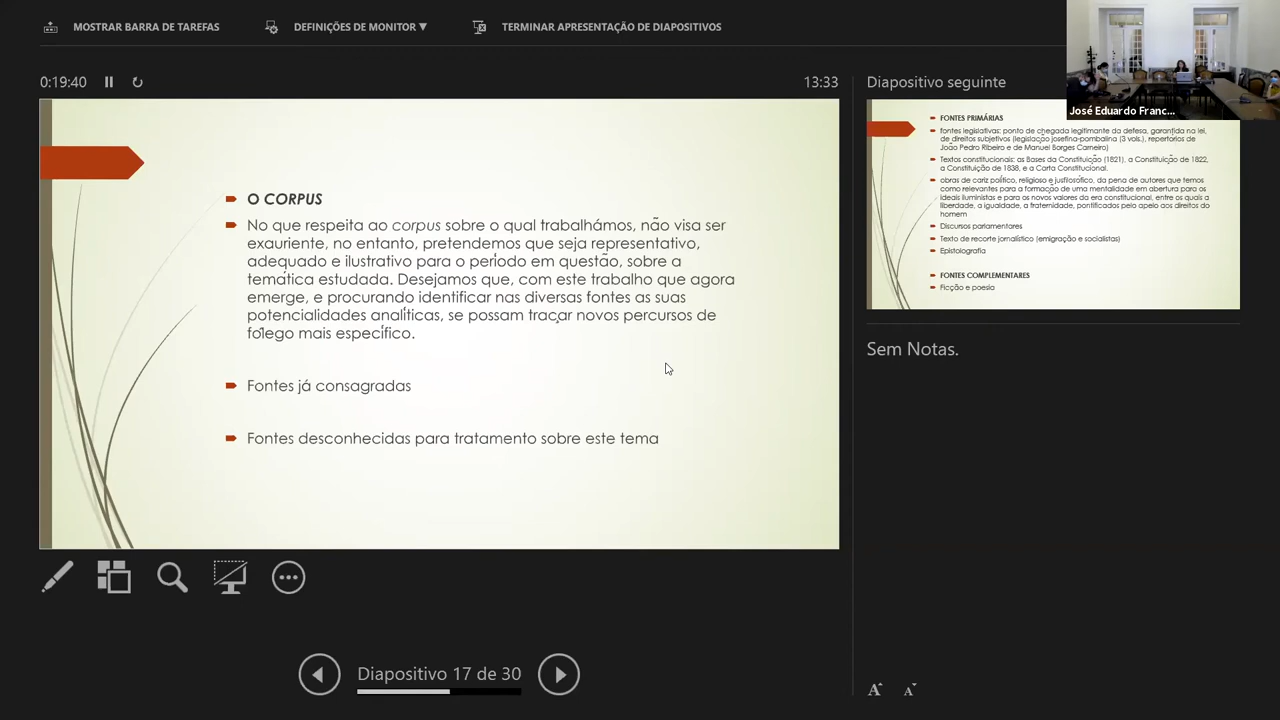 MOSTRAR BARRA DE TAREFAS
DEFINIÇÕES DE MONITOR ▼
TERMINAR APRESENTAÇÃO DE DIAPOSITIVOS
0:19:40
13:33
O CORPUS
No que respeita ao corpus sobre o qual trabalhámos, não visa ser
exauriente, no entanto, pretendemos que seja representativo,
adequado e ilustrativo para o período em questão, sobre a
temática estudada. Desejamos que, com este trabalho que agora
emerge, e procurando identificar nas diversas fontes as suas
potencialidades analíticas, se possam traçar novos percursos de
fôlego mais específico.
Fontes já consagradas
Fontes desconhecidas para tratamento sobre este tema
Diapositivo 17 de 30
Diapositivo seguinte
José Eduardo Franc...
FONTES PRIMÁRIAS
fontes legislativas: ponto de chegada legitimante da defesa, garantida na lei,
de direitos subjetivos (legislação josefina-pombalina (3 vols.), repertórios de
João Pedro Ribeiro e de Manuel Borges Carneiro)
Textos constitucionais: as Bases da Constituição (1821), a Constituição de 1822,
a Constituição de 1838, e a Carta Constitucional.
obras de cariz político, religioso e jusfilosófico, da pena de autores que temos
como relevantes para a formação de uma mentalidade em abertura para os
ideais iluministas e para os novos valores da era constitucional, entre os quais a
liberdade, a igualdade, a fraternidade, pontificados pelo apelo aos direitos do
homem
Discursos parlamentares
Texto de recorte jornalístico (emigração e socialistas)
Epistolografia
FONTES COMPLEMENTARES
Ficção e poesia
Sem Notas.
A A